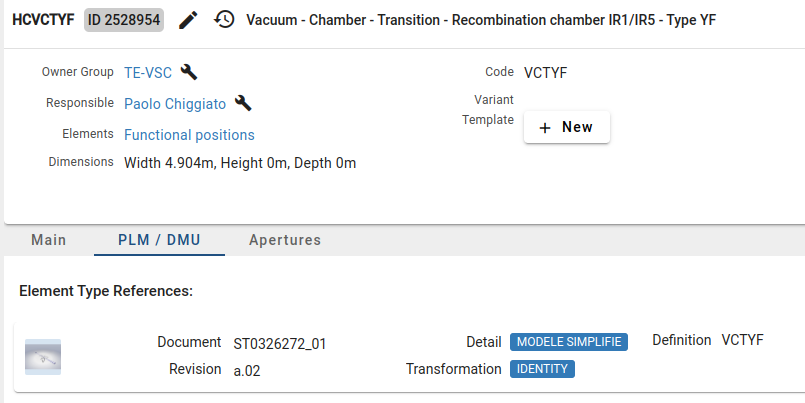 HCVCTYF ID 2528954 Vacuum - Chamber - Transition - Recombination chamber IR1/IR5 - Type YF
Owner Group TE-VSC Code VCTYF
Responsible Paolo Chiggiato Variant
Template + New
Elements Functional positions
Dimensions Width 4.904m, Height 0m, Depth 0m
Main PLM / DMU Apertures
Element Type References:
Document ST0326272_01 Detail MODELE SIMPLIFIE Definition VCTYF
Revision a.02 Transformation IDENTITY